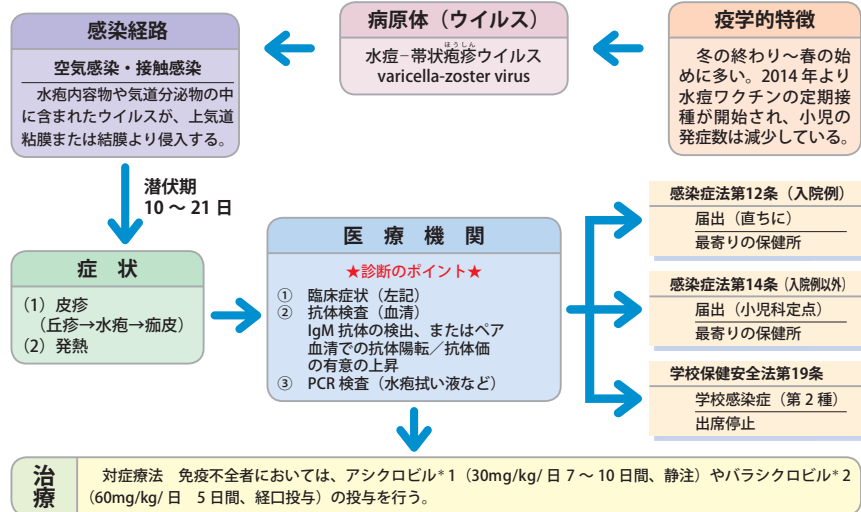 疫学的特徴
冬の終わり～春の始
めに多い。2014年より
水痘ワクチンの定期接
種が開始され、小児の
発症数は減少している。
病原体（ウイルス）
水痘−帯状疱疹ウイルス
ほうしん
varicella-zoster virus
感染経路
空気感染・接触感染
水疱内容物や気道分泌物の中
に含まれたウイルスが、上気道
粘膜または結膜より侵入する。
潜伏期
10 ～ 21 日
症 状
（1）皮疹
（丘疹→水疱→痂皮）
（2）発熱
医 療 機 関
★診断のポイント★
① 臨床症状（左記）
② 抗体検査（血清）
IgM 抗体の検出、またはペア
血清での抗体陽転／抗体価
の有意の上昇
③ PCR 検査（水疱拭い液など）
感染症法第12条（入院例）
届出（直ちに）
最寄りの保健所
感染症法第14条（入院例以外）
届出（小児科定点）
最寄りの保健所
学校保健安全法第19条
学校感染症（第 2 種）
出席停止
治療
対症療法 免疫不全者においては、アシクロビル＊1（30mg/kg/ 日 7 ～ 10 日間、静注）やバラシクロビル＊2
（60mg/kg/ 日 5 日間、経口投与）の投与を行う。